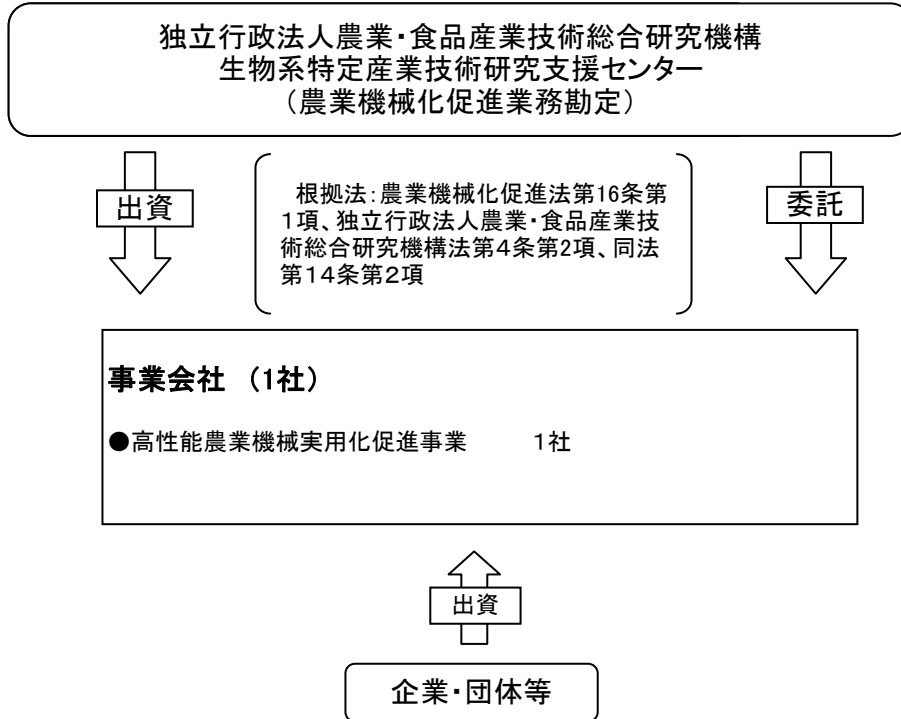 独立行政法人農業・食品産業技術総合研究機構
生物系特定産業技術研究支援センター
(農業機械化促進業務勘定)
出資
根拠法:農業機械化促進法第16条第
1項、独立行政法人農業・食品産業技
術総合研究機構法第4条第2項、同法
第14条第2項
委託
事業会社 (1社)
●高性能農業機械実用化促進事業 1社
出資
企業・団体等